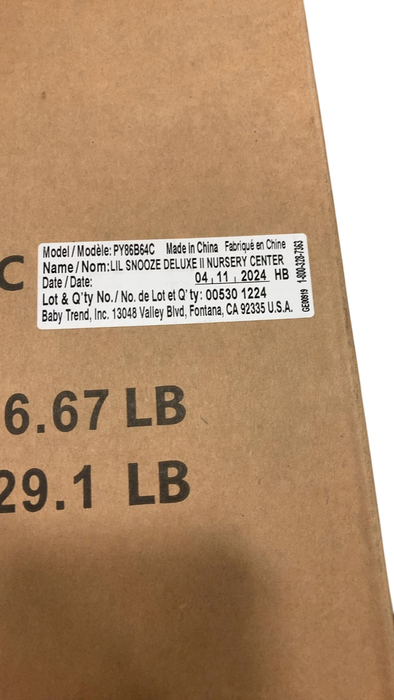 Model / Modèle: PY86B64C Made in China Fabriqué en Chine
Name / Nom: LIL SNOOZE DELUXE II NURSERY CENTER
Date / Date: 04 , 11 , 2024 HB
Lot & Q'ty No. / No. de Lot et Q' ty: 00530 1224
Baby Trend, Inc. 13048 Valley Blvd, Fontana, CA 92335 U.S.A.
GE00919 1-800-328-7363
C
6.67 LB
29.1 LB